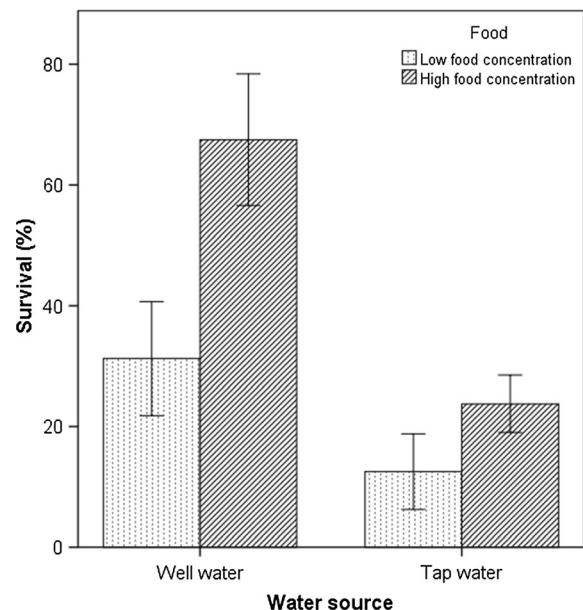 Food
Low food concentration
High food concentration
Survival (%)
80
60
40
20
0
Well water
Tap water
Water source